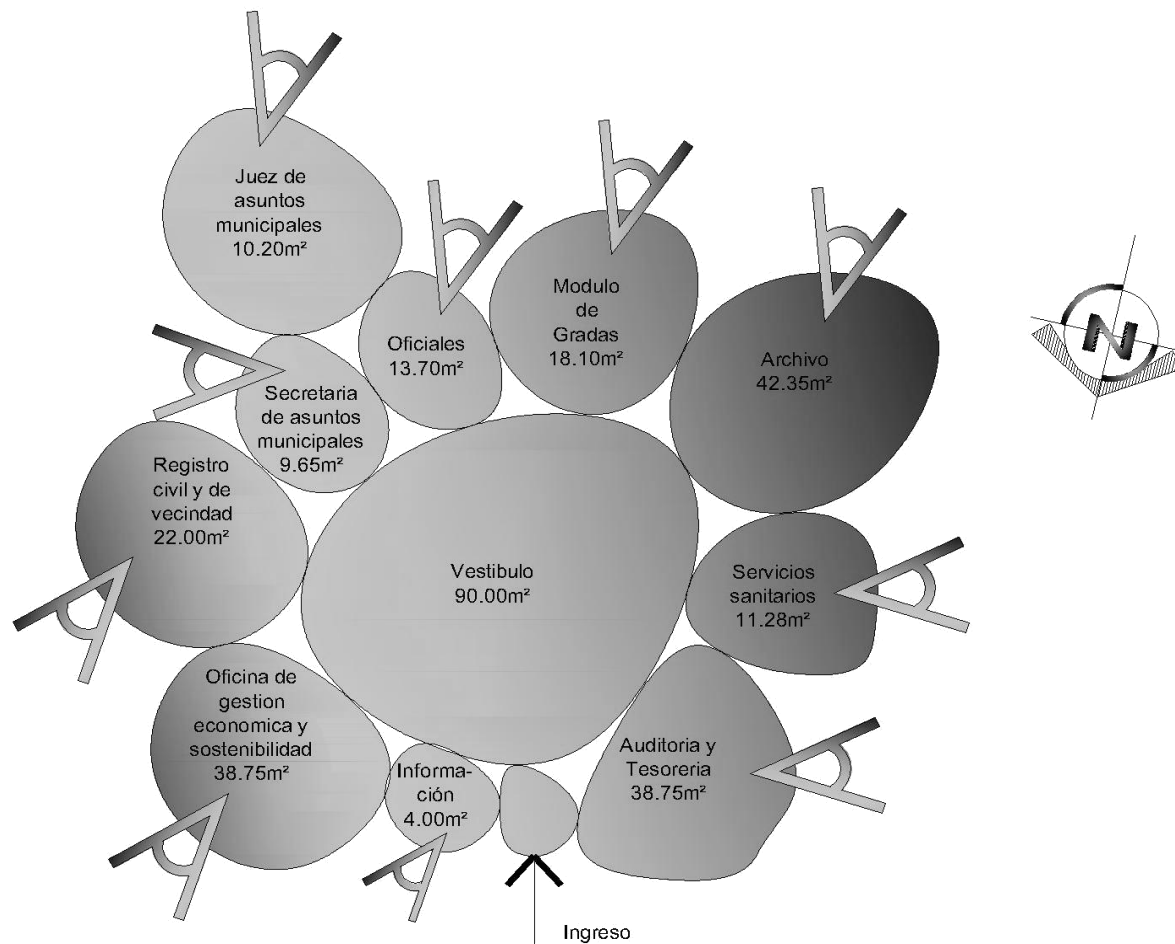 Juez de
asuntos
municipales
10.20m²
Oficiales
13.70m²
Modulo
de
Gradas
18.10m²
Archivo
42.35m²
N
Secretaria
de asuntos
municipales
9.65m²
Registro
civil y de
vecindad
22.00m²
Vestibulo
90.00m²
Servicios
sanitarios
11.28m²
Oficina de
gestion
economica y
sostenibilidad
38.75m²
Informa-
ción
4.00m²
Auditoria y
Tesoreria
38.75m²
Ingreso